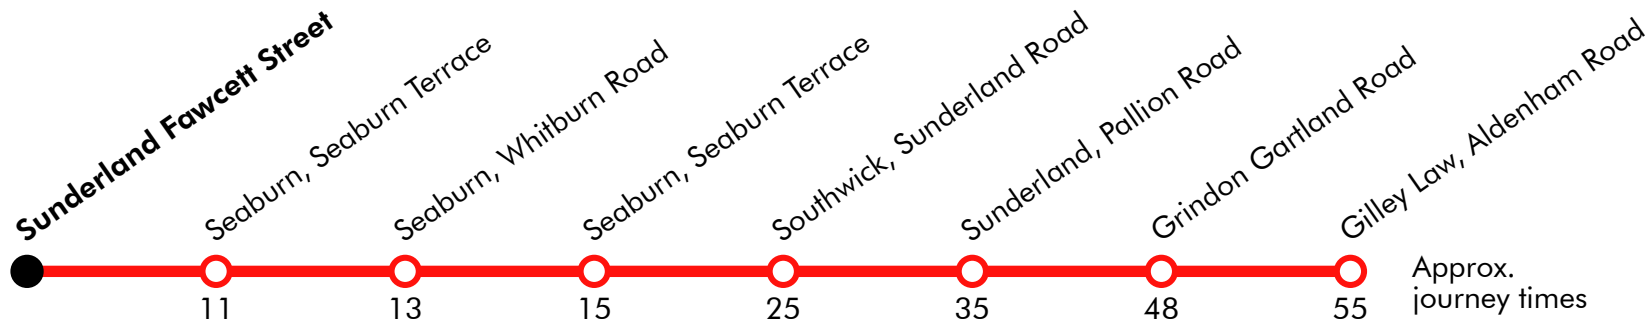 Sunderland Fawcett Street
Seaburn, Seaburn Terrace
Seaburn, Whitburn Road
Seaburn, Seaburn Terrace
Southwick, Sunderland Road
Sunderland, Pallion Road
Grindon Gartland Road
Gilley Law, Aldenham Road
11
13
15
25
35
48
55
Approx.
journey times